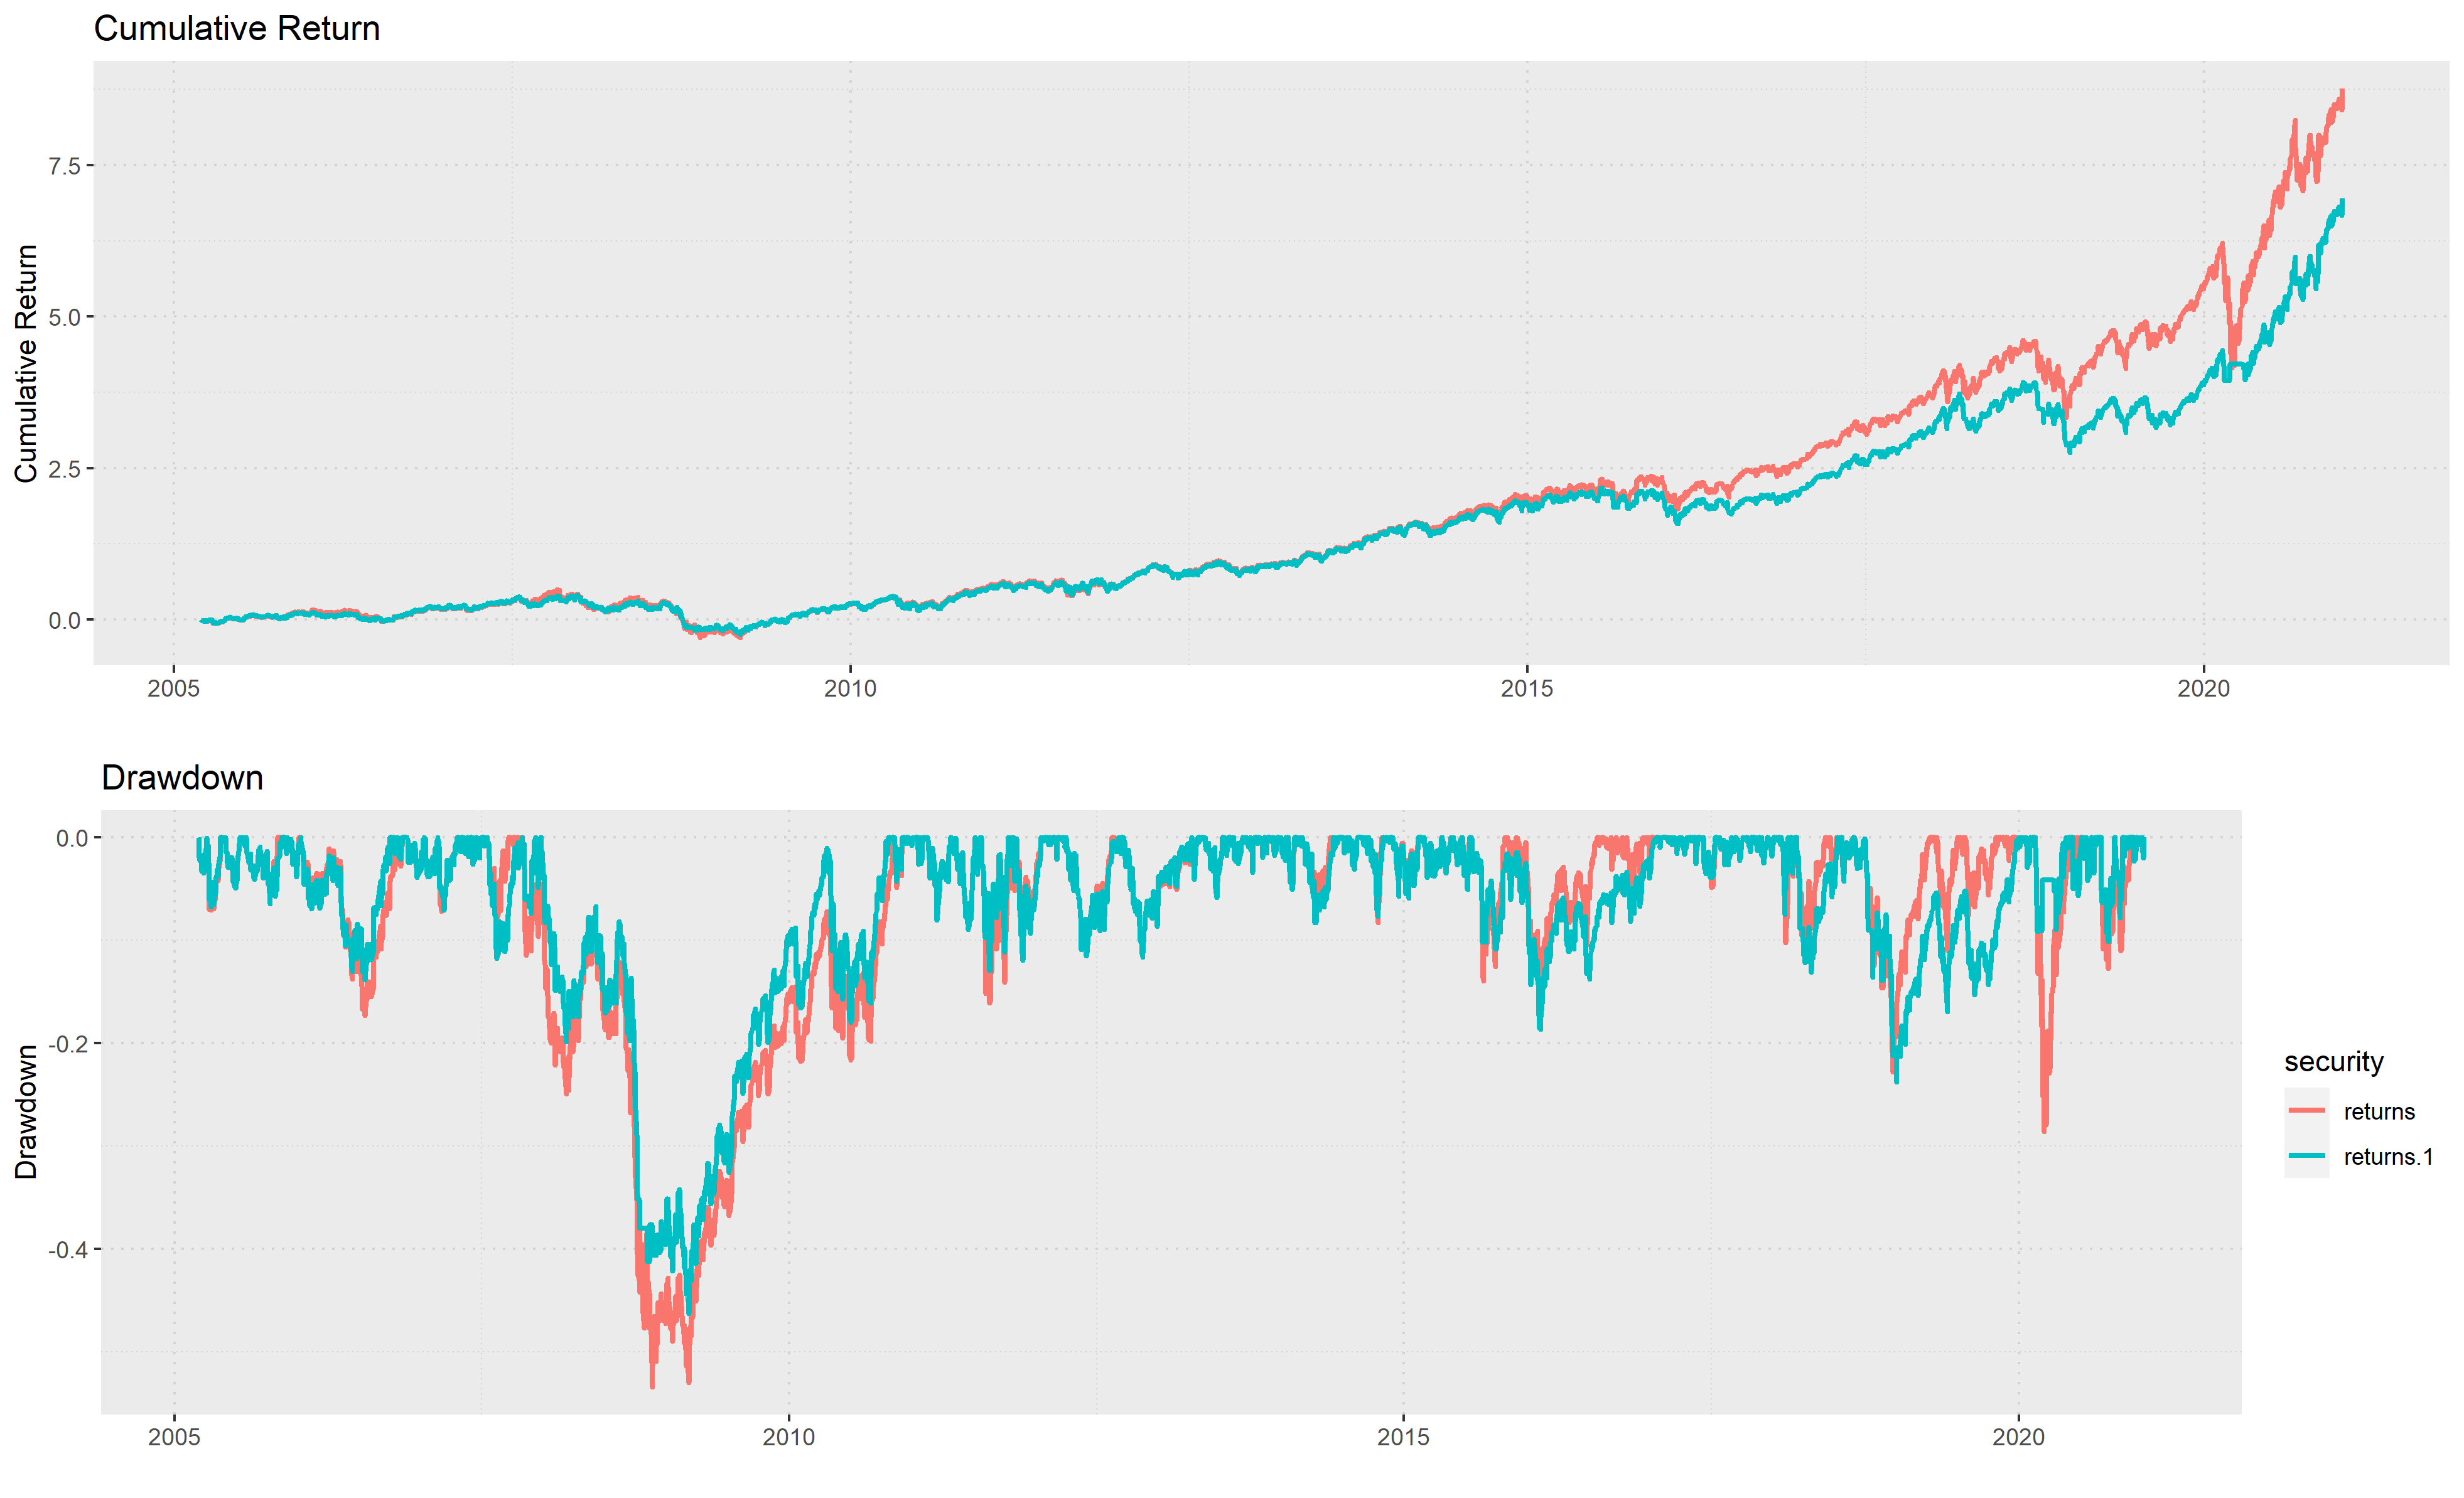 Cumulative Return
Cumulative Return
7.5
5.0
2.5
0.0
2005 2010 2015 2020
Drawdown
Drawdown
0.0
-0.2
-0.4
2005 2010 2015 2020
security
returns
returns.1